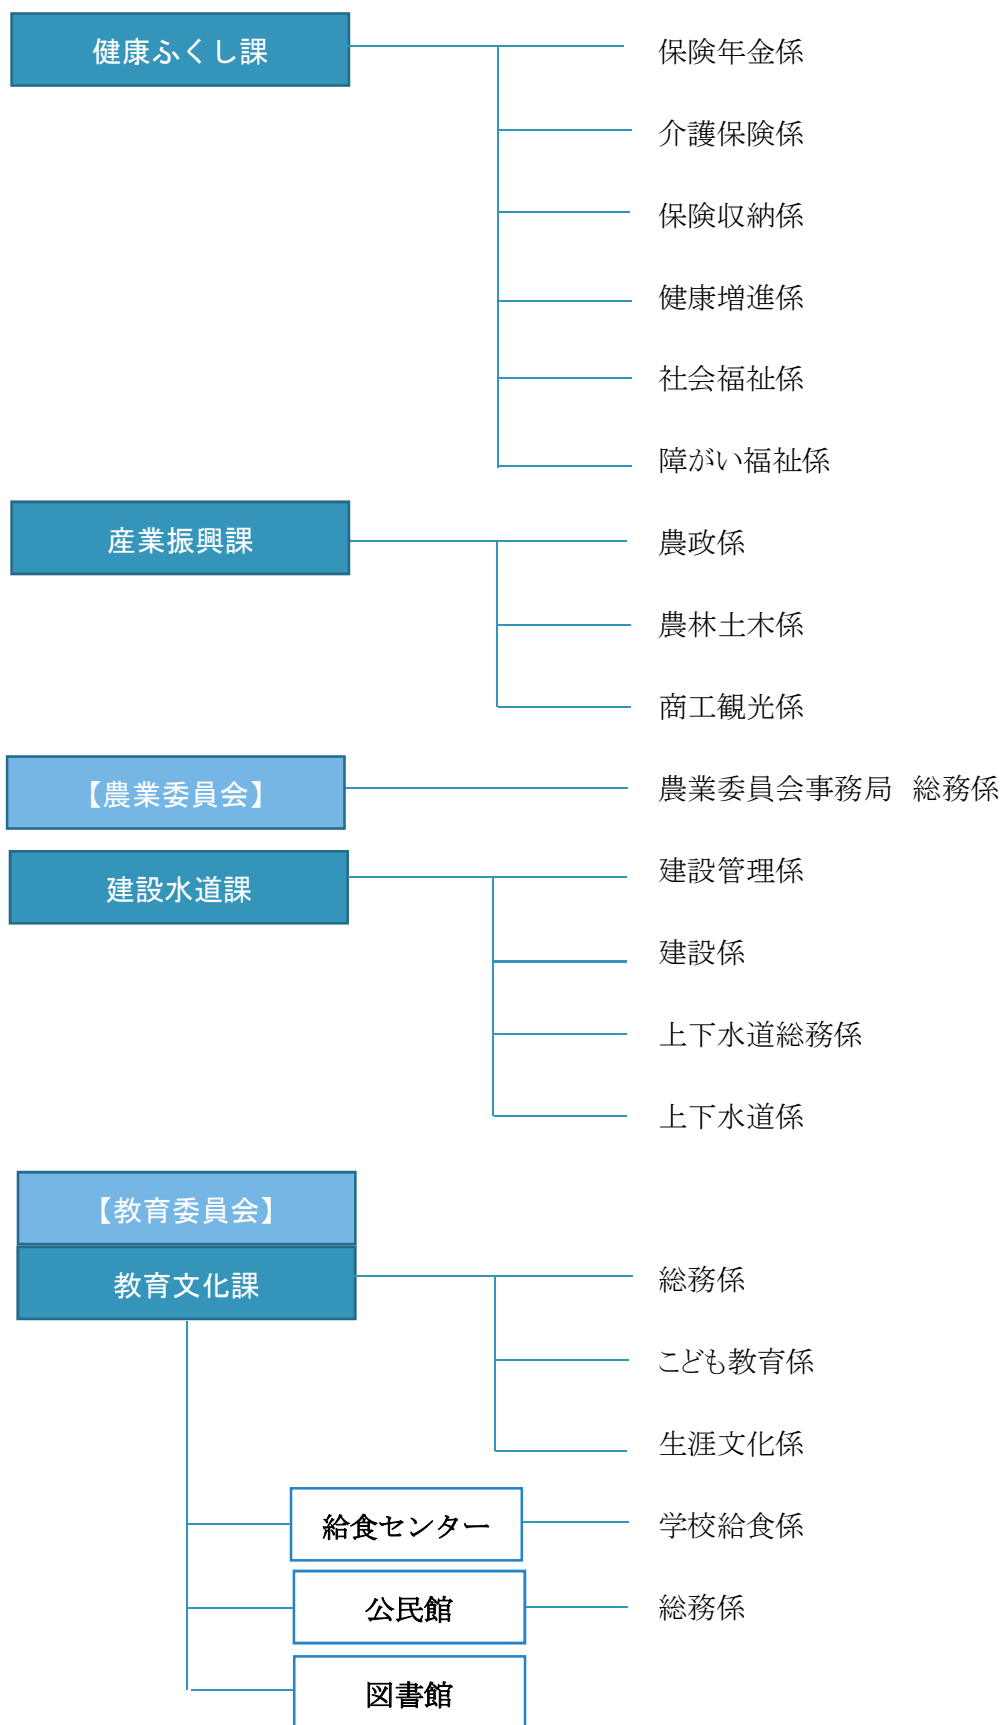 健康ふくし課
保険年金係
介護保険係
保険収納係
健康増進係
社会福祉係
障がい福祉係
産業振興課
農政係
農林土木係
商工観光係
【農業委員会】
農業委員会事務局　総務係
建設水道課
建設管理係
建設係
上下水道総務係
上下水道係
【教育委員会】
教育文化課
総務係
こども教育係
生涯文化係
給食センター
学校給食係
公民館
総務係
図書館